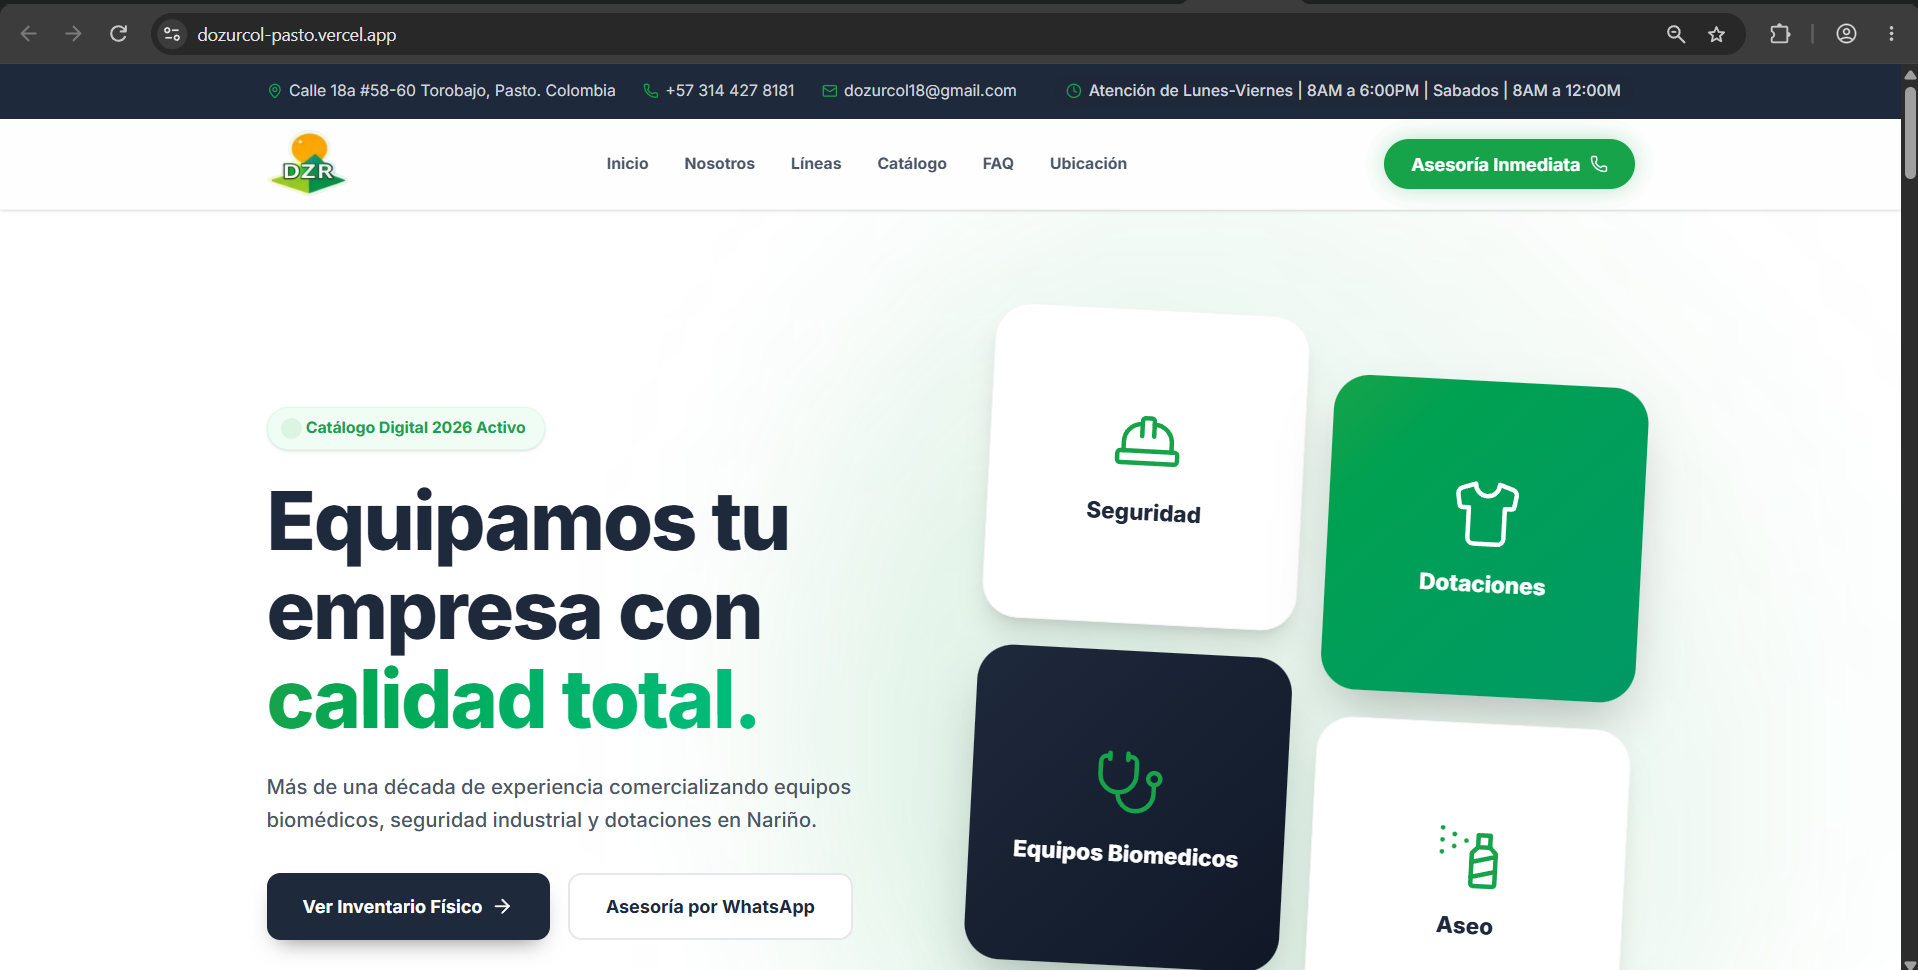 dozurcol-pasto.vercel.app
Calle 18a #58-60 Torobajo, Pasto. Colombia
+57 314 427 8181
dozurcol18@gmail.com
Atención de Lunes-Viernes | 8AM a 6:00PM | Sabados | 8AM a 12:00M
DZR
Inicio
Nosotros
Líneas
Catálogo
FAQ
Ubicación
Asesoría Inmediata
Catálogo Digital 2026 Activo
Equipamos tu
empresa con
calidad total.
Más de una década de experiencia comercializando equipos
biomédicos, seguridad industrial y dotaciones en Nariño.
Ver Inventario Físico
Asesoría por WhatsApp
Seguridad
Dotaciones
Equipos Biomedicos
Aseo